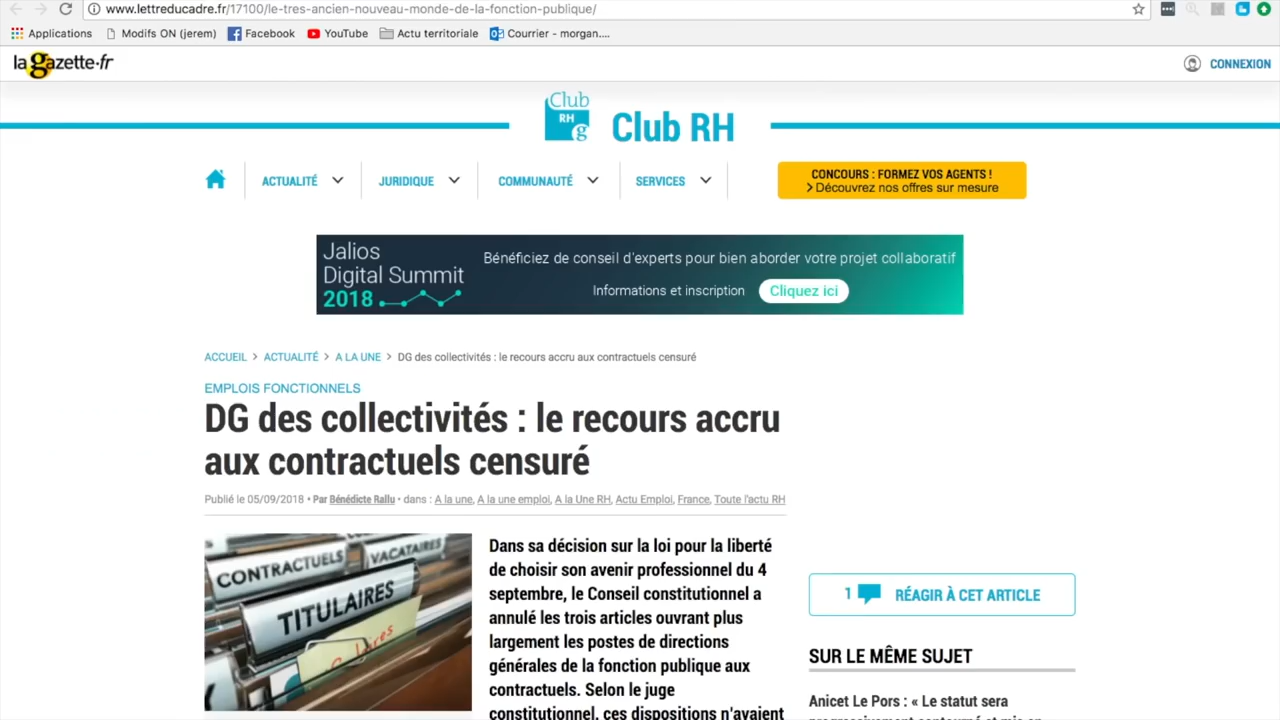 www.lettreducadre.fr/17100/le-tres-ancien-nouveau-monde-de-la-fonction-publique/
Applications Modifs ON (jerem) Facebook YouTube Actu territoriale Courrier - morgan....
la gazette.fr
CONNEXION
Club
RH
g
Club RH
ACTUALITÉ JURIDIQUE COMMUNAUTÉ SERVICES
CONCOURS : FORMEZ VOS AGENTS !
> Découvrez nos offres sur mesure
Jalios
Digital Summit
2018
Bénéficiez de conseil d'experts pour bien aborder votre projet collaboratif
Informations et inscription Cliquez ici
ACCUEIL > ACTUALITÉ > A LA UNE > DG des collectivités : le recours accru aux contractuels censuré
EMPLOIS FONCTIONNELS
DG des collectivités : le recours accru
aux contractuels censuré
Publié le 05/09/2018 • Par Bénédicte Rallu • dans : A la une, A la une emploi, A la Une RH, Actu Emploi, France, Toute l'actu RH
CONTRACTUELS
VACATAIRES
TITULAIRES
Dans sa décision sur la loi pour la liberté
de choisir son avenir professionnel du 4
septembre, le Conseil constitutionnel a
annulé les trois articles ouvrant plus
largement les postes de directions
générales de la fonction publique aux
contractuels. Selon le juge
constitutionnel, ces dispositions n'avaient
1 RÉAGIR À CET ARTICLE
SUR LE MÊME SUJET
Anicet Le Pors : « Le statut sera